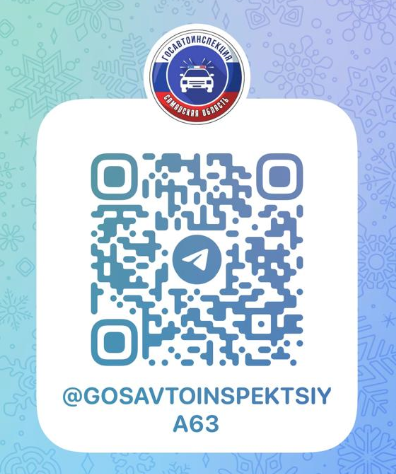 ГОСАВТОИНСПЕКЦИЯ
САМАРСКАЯ ОБЛАСТЬ
@GOSAVTOINSPEKTSIY
A63